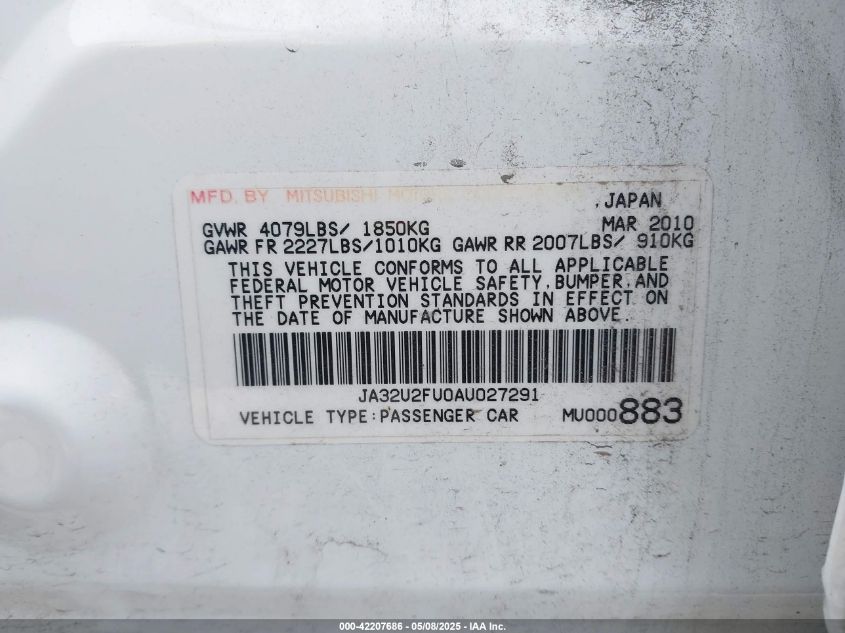 MFD. BY MITSUBISHI
, JAPAN
GVWR 4079LBS/ 1850KG MAR 2010
GAWR FR 2227LBS/1010KG GAWR RR 2007LBS/ 910KG
THIS VEHICLE CONFORMS TO ALL APPLICABLE
FEDERAL MOTOR VEHICLE SAFETY, BUMPER, AND
THEFT PREVENTION STANDARDS IN EFFECT ON
THE DATE OF MANUFACTURE SHOWN ABOVE.
JA32U2FU0AU027291
VEHICLE TYPE:PASSENGER CAR MU000883
000-42207686 - 05/08/2025 - IAA Inc.